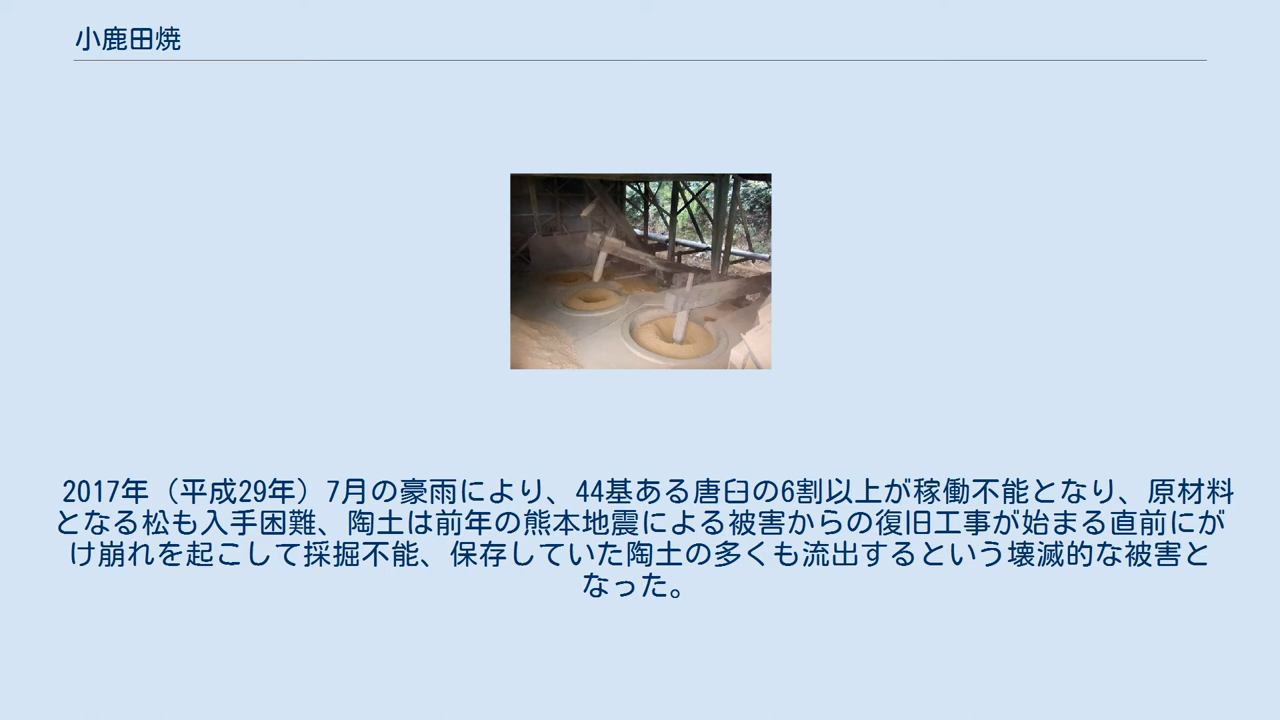 小鹿田焼
2017年（平成29年）7月の豪雨により、44基ある唐臼の6割以上が稼働不能となり、原材料
となる松も入手困難、陶土は前年の熊本地震による被害からの復旧工事が始まる直前にが
け崩れを起こして採掘不能、保存していた陶土の多くも流出するという壊滅的な被害と
なった。